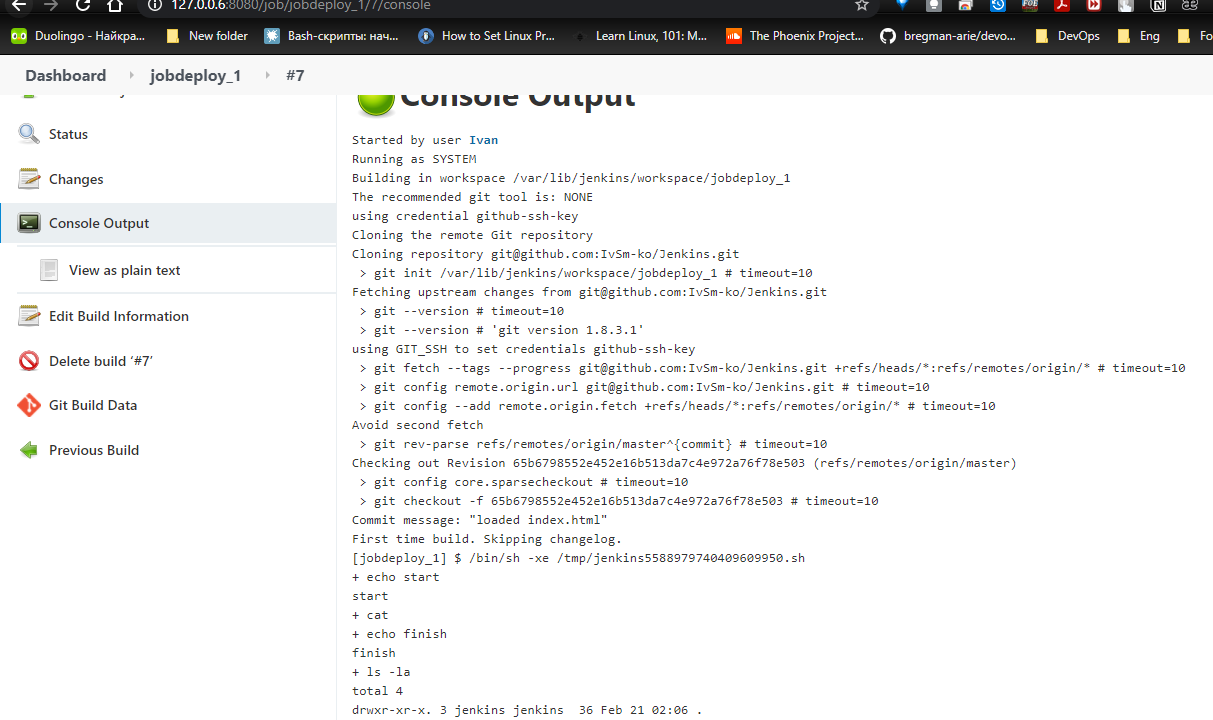 127.0.0.6:8080/job/jobdeploy_1/7/console
Duolingo - Найкра...
New folder
Bash-скрипты: нач...
How to Set Linux Pr...
Learn Linux, 101: M...
The Phoenix Project...
bregman-arie/devo...
DevOps
Eng
Fo
Dashboard
jobdeploy_1
#7
Status
Changes
Console Output
View as plain text
Edit Build Information
Delete build ‘#7’
Git Build Data
Previous Build
Console Output
Started by user Ivan
Running as SYSTEM
Building in workspace /var/lib/jenkins/workspace/jobdeploy_1
The recommended git tool is: NONE
using credential github-ssh-key
Cloning the remote Git repository
Cloning repository git@github.com:IvSm-ko/Jenkins.git
> git init /var/lib/jenkins/workspace/jobdeploy_1 # timeout=10
Fetching upstream changes from git@github.com:IvSm-ko/Jenkins.git
> git --version # timeout=10
> git --version # 'git version 1.8.3.1'
using GIT_SSH to set credentials github-ssh-key
> git fetch --tags --progress git@github.com:IvSm-ko/Jenkins.git +refs/heads/*:refs/remotes/origin/* # timeout=10
> git config remote.origin.url git@github.com:IvSm-ko/Jenkins.git # timeout=10
> git config --add remote.origin.fetch +refs/heads/*:refs/remotes/origin/* # timeout=10
Avoid second fetch
> git rev-parse refs/remotes/origin/master^{commit} # timeout=10
Checking out Revision 65b6798552e452e16b513da7c4e972a76f78e503 (refs/remotes/origin/master)
> git config core.sparsecheckout # timeout=10
> git checkout -f 65b6798552e452e16b513da7c4e972a76f78e503 # timeout=10
Commit message: "loaded index.html"
First time build. Skipping changelog.
[jobdeploy_1] $ /bin/sh -xe /tmp/jenkins5588979740409609950.sh
+ echo start
start
+ cat
+ echo finish
finish
+ ls -la
total 4
drwxr-xr-x. 3 jenkins jenkins  36 Feb 21 02:06 .